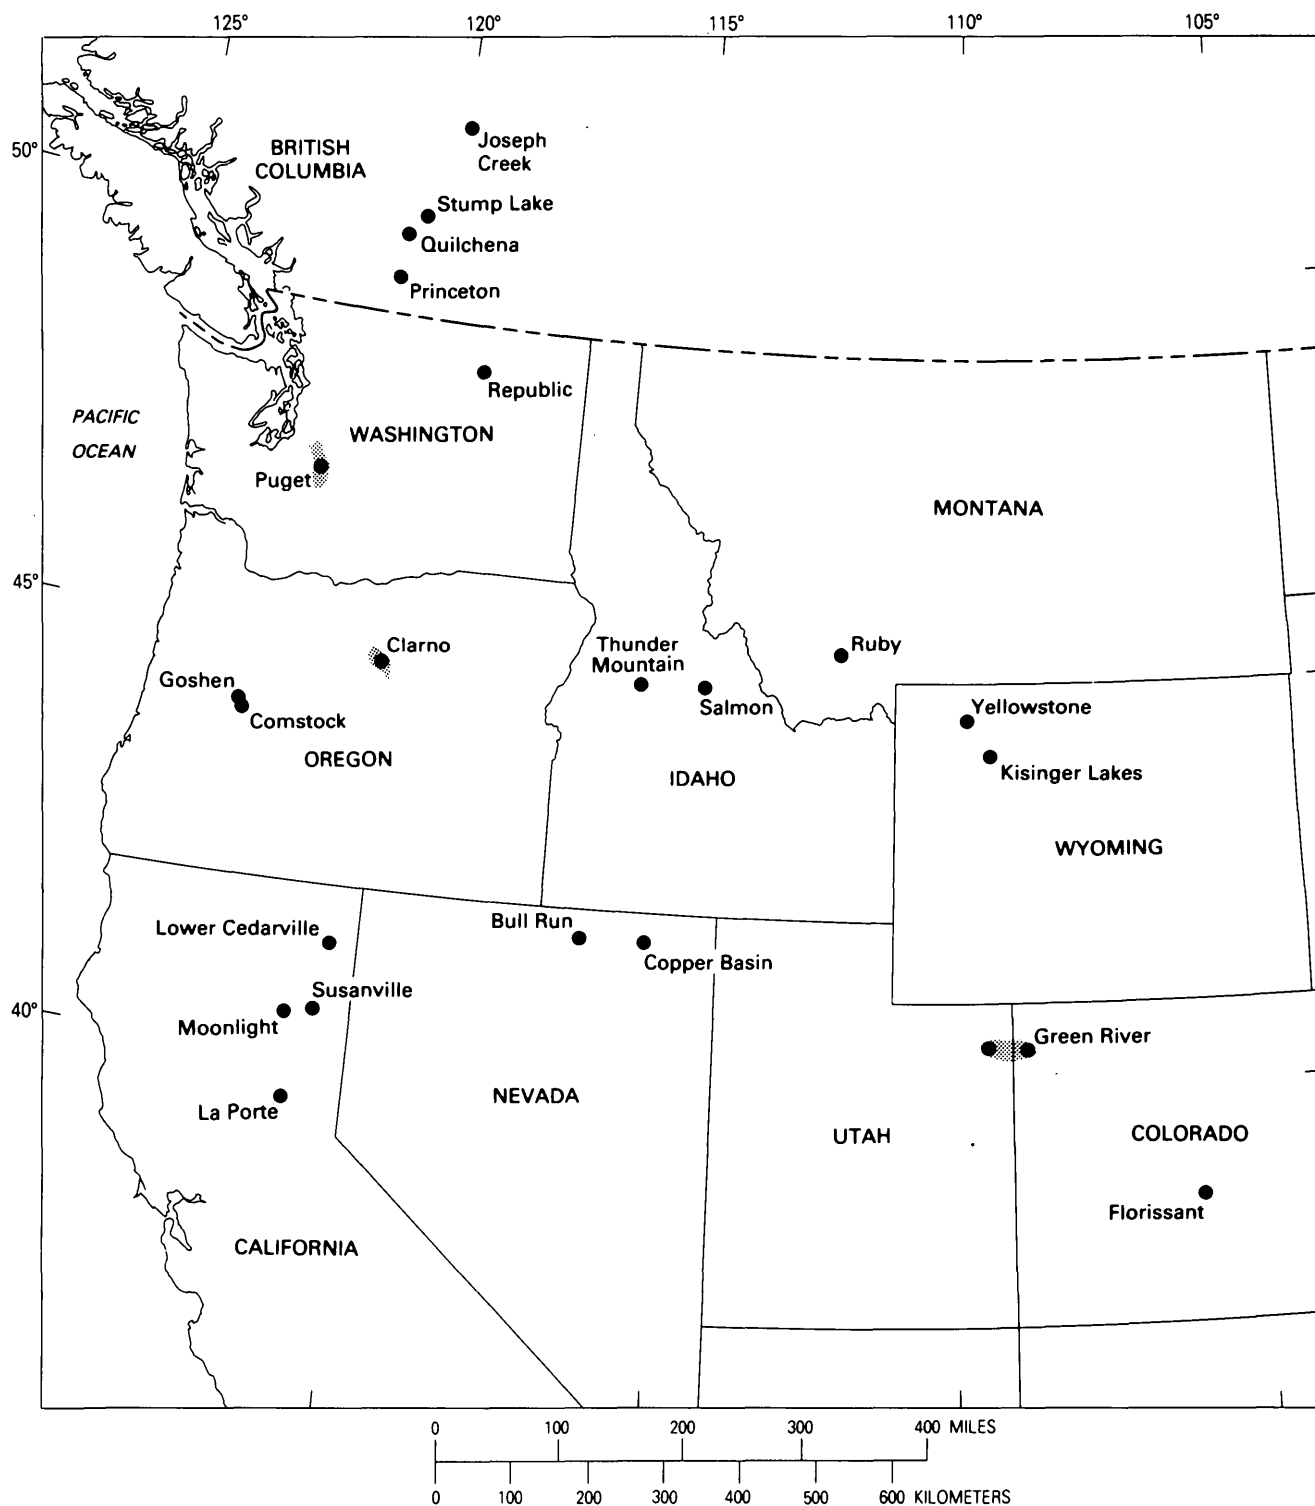 125° 120° 115° 110° 105°
50°
BRITISH
COLUMBIA
Joseph
Creek
Stump Lake
Quilchena
Princeton
Republic
PACIFIC
OCEAN
WASHINGTON
Puget
MONTANA
45°
Clarno
Thunder
Mountain
Ruby
Goshen
Salmon
Comstock
Yellowstone
OREGON
IDAHO
Kisinger Lakes
WYOMING
Lower Cedarville
Bull Run
Copper Basin
Susanville
40°
Moonlight
Green River
NEVADA
La Porte
UTAH
COLORADO
Florissant
CALIFORNIA
0 100 200 300 400 MILES
0 100 200 300 400 500 600 KILOMETERS